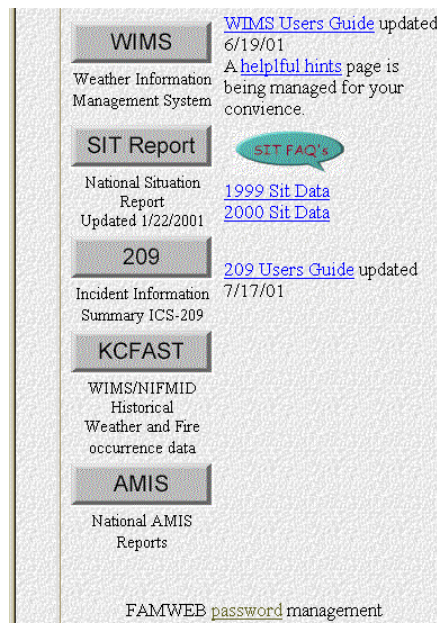 WIMS
Weather Information
Management System
WIMS Users Guide updated
6/19/01
A helplful hints page is
being managed for your
convience.
SIT Report
National Situation
Report
Updated 1/22/2001
SIT FAQ's
1999 Sit Data
2000 Sit Data
209
Incident Information
Summary ICS-209
209 Users Guide updated
7/17/01
KCFAST
WIMS/NIFMID
Historical
Weather and Fire
occurrence data
AMIS
National AMIS
Reports
FAMWEB password management